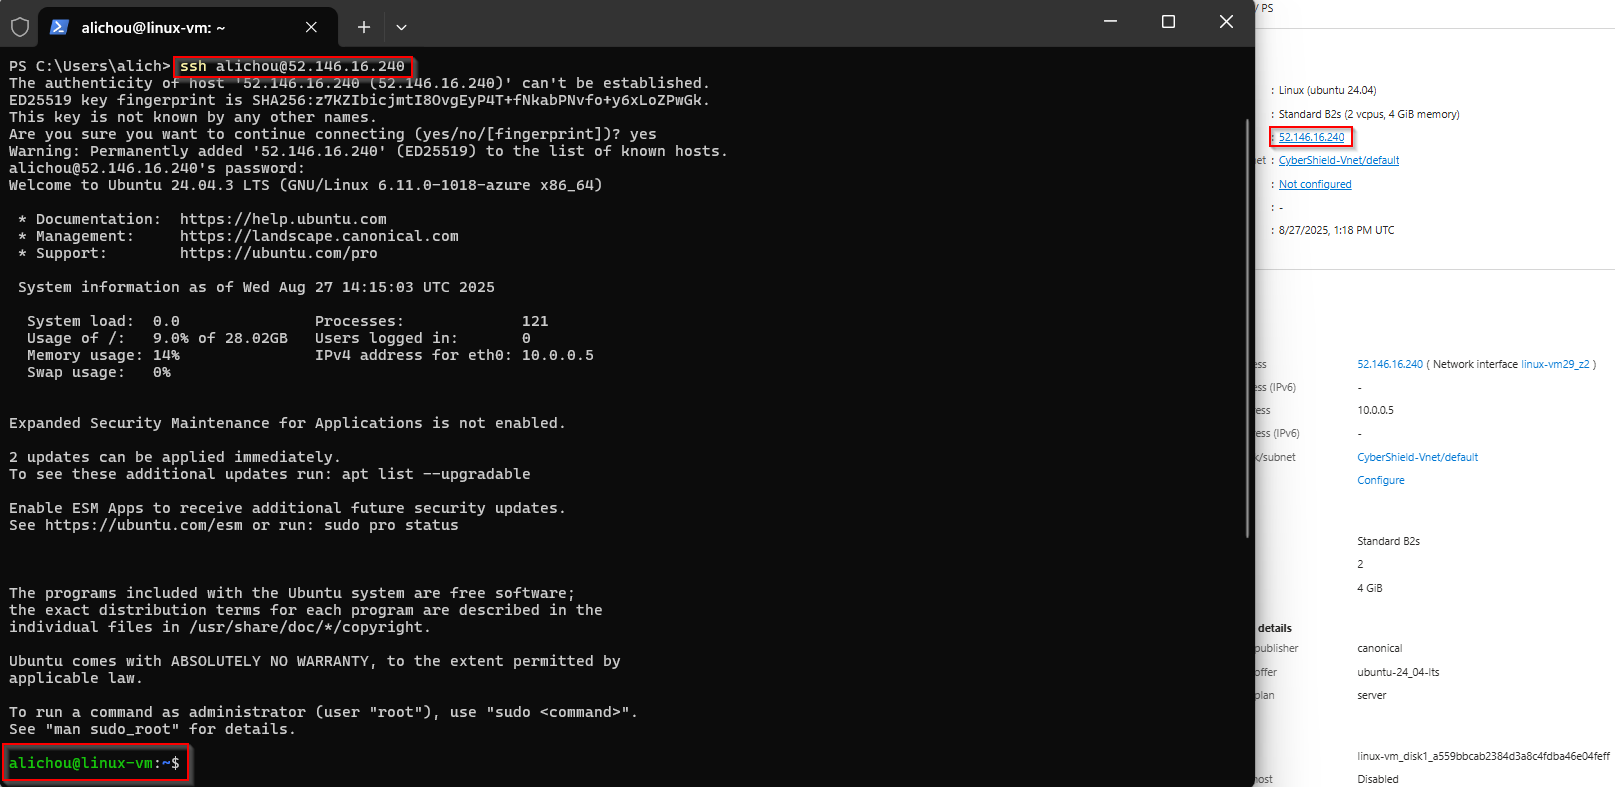 alichou@linux-vm: ~
PS C:\Users\alich> ssh alichou@52.146.16.240
The authenticity of host '52.146.16.240 (52.146.16.240)' can't be established.
ED25519 key fingerprint is SHA256:z7KZIbicjmtI8OvgEyP4T+fNkabPNvfo+y6xLoZPwGk.
This key is not known by any other names.
Are you sure you want to continue connecting (yes/no/[fingerprint])? yes
Warning: Permanently added '52.146.16.240' (ED25519) to the list of known hosts.
alichou@52.146.16.240's password:
Welcome to Ubuntu 24.04.3 LTS (GNU/Linux 6.11.0-1018-azure x86_64)
* Documentation:  https://help.ubuntu.com
* Management:     https://landscape.canonical.com
* Support:        https://ubuntu.com/pro
System information as of Wed Aug 27 14:15:03 UTC 2025
System load:  0.0               Processes:             121
Usage of /:   9.0% of 28.02GB   Users logged in:       0
Memory usage: 14%               IPv4 address for eth0: 10.0.0.5
Swap usage:   0%
Expanded Security Maintenance for Applications is not enabled.
2 updates can be applied immediately.
To see these additional updates run: apt list --upgradable
Enable ESM Apps to receive additional future security updates.
See https://ubuntu.com/esm or run: sudo pro status
The programs included with the Ubuntu system are free software;
the exact distribution terms for each program are described in the
individual files in /usr/share/doc/*/copyright.
Ubuntu comes with ABSOLUTELY NO WARRANTY, to the extent permitted by
applicable law.
To run a command as administrator (user "root"), use "sudo <command>".
See "man sudo_root" for details.
alichou@linux-vm:~$
/ PS
: Linux (ubuntu 24.04)
: Standard B2s (2 vcpus, 4 GiB memory)
: 52.146.16.240
et : CyberShield-Vnet/default
: Not configured
: -
: 8/27/2025, 1:18 PM UTC
ess 52.146.16.240 ( Network interface linux-vm29_z2 )
ess (IPv6) -
ress 10.0.0.5
ress (IPv6) -
k/subnet CyberShield-Vnet/default
Configure
Standard B2s
2
4 GiB
details
publisher canonical
offer ubuntu-24_04-lts
plan server
linux-vm_disk1_a559bbcab2384d3a8c4fdba46e04feff
host Disabled